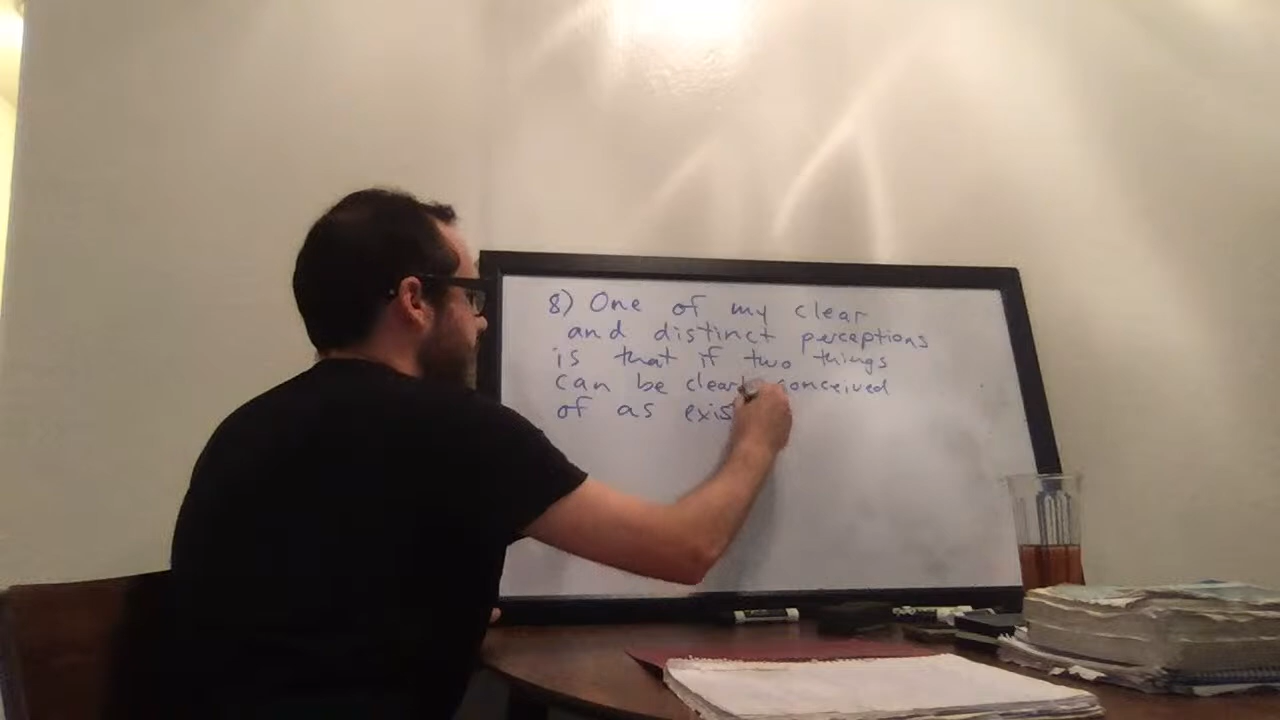 8) One of my clear
and distinct perceptions
is that if two things
can be clearly conceived
of as exis